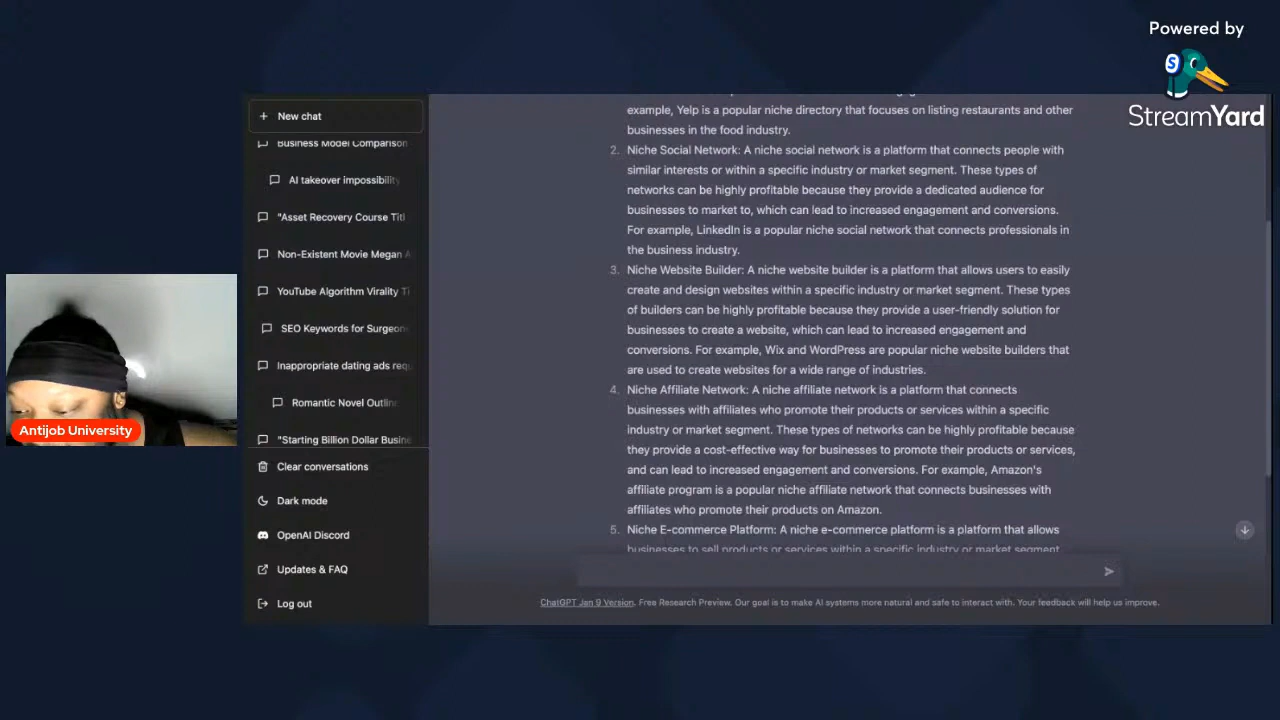 Powered by
StreamYard
New chat
Business Model Comparison
AI takeover impossibility
"Asset Recovery Course Titl
Non-Existent Movie Megan A
YouTube Algorithm Virality Ti
SEO Keywords for Surgeon
Inappropriate dating ads requ
Romantic Novel Outline
"Starting Billion Dollar Busine
Clear conversations
Dark mode
OpenAI Discord
Updates & FAQ
Log out
example, Yelp is a popular niche directory that focuses on listing restaurants and other
businesses in the food industry.
2. Niche Social Network: A niche social network is a platform that connects people with
similar interests or within a specific industry or market segment. These types of
networks can be highly profitable because they provide a dedicated audience for
businesses to market to, which can lead to increased engagement and conversions.
For example, LinkedIn is a popular niche social network that connects professionals in
the business industry.
3. Niche Website Builder: A niche website builder is a platform that allows users to easily
create and design websites within a specific industry or market segment. These types
of builders can be highly profitable because they provide a user-friendly solution for
businesses to create a website, which can lead to increased engagement and
conversions. For example, Wix and WordPress are popular niche website builders that
are used to create websites for a wide range of industries.
4. Niche Affiliate Network: A niche affiliate network is a platform that connects
businesses with affiliates who promote their products or services within a specific
industry or market segment. These types of networks can be highly profitable because
they provide a cost-effective way for businesses to promote their products or services,
and can lead to increased engagement and conversions. For example, Amazon's
affiliate program is a popular niche affiliate network that connects businesses with
affiliates who promote their products on Amazon.
5. Niche E-commerce Platform: A niche e-commerce platform is a platform that allows
businesses to sell products or services within a specific industry or market segment
ChatGPT Jan 9 Version. Free Research Preview. Our goal is to make AI systems more natural and safe to interact with. Your feedback will help us improve.
Antijob University